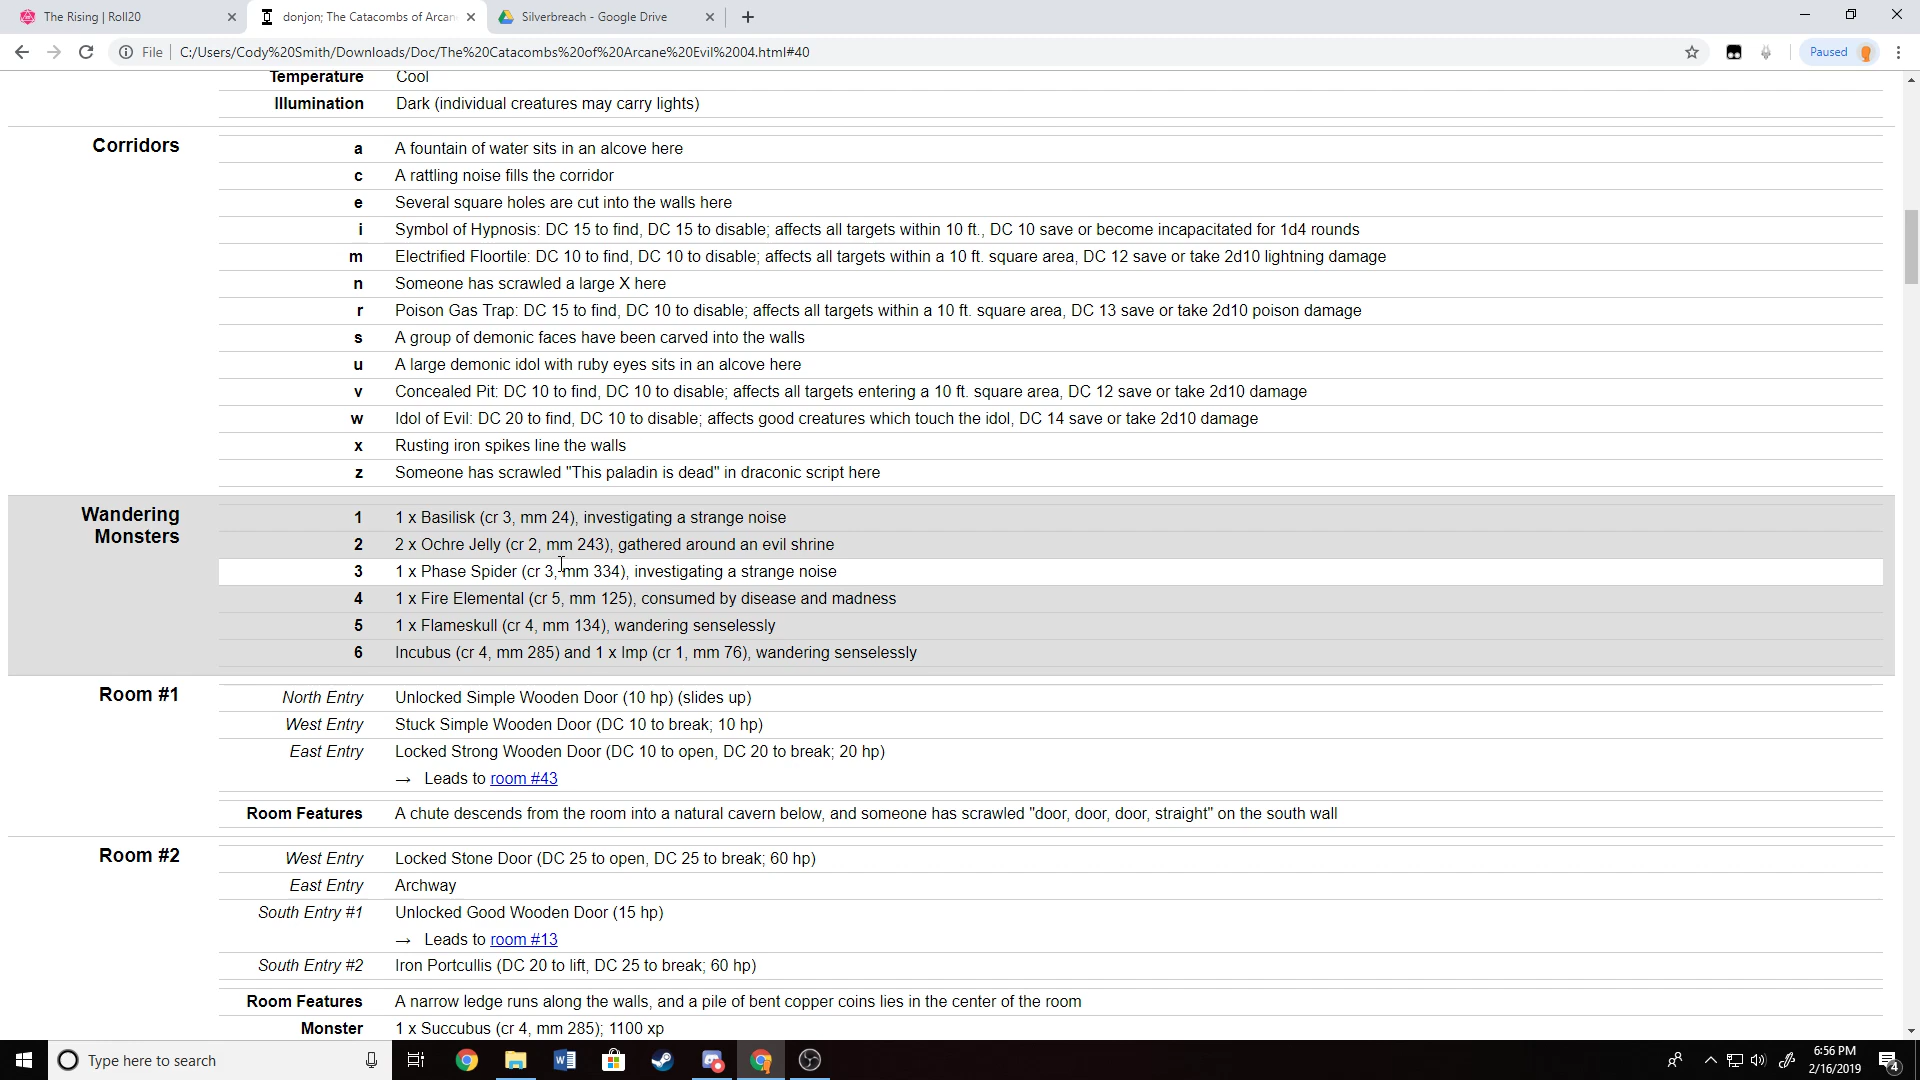 The Rising | Roll20
donjon; The Catacombs of Arcan
Silverbreach - Google Drive
File
C:/Users/Cody%20Smith/Downloads/Doc/The%20Catacombs%20of%20Arcane%20Evil%2004.html#40
Paused
Temperature Cool
Illumination Dark (individual creatures may carry lights)
Corridors
a A fountain of water sits in an alcove here
c A rattling noise fills the corridor
e Several square holes are cut into the walls here
i Symbol of Hypnosis: DC 15 to find, DC 15 to disable; affects all targets within 10 ft., DC 10 save or become incapacitated for 1d4 rounds
m Electrified Floortile: DC 10 to find, DC 10 to disable; affects all targets within a 10 ft. square area, DC 12 save or take 2d10 lightning damage
n Someone has scrawled a large X here
r Poison Gas Trap: DC 15 to find, DC 10 to disable; affects all targets within a 10 ft. square area, DC 13 save or take 2d10 poison damage
s A group of demonic faces have been carved into the walls
u A large demonic idol with ruby eyes sits in an alcove here
v Concealed Pit: DC 10 to find, DC 10 to disable; affects all targets entering a 10 ft. square area, DC 12 save or take 2d10 damage
w Idol of Evil: DC 20 to find, DC 10 to disable; affects good creatures which touch the idol, DC 14 save or take 2d10 damage
x Rusting iron spikes line the walls
z Someone has scrawled "This paladin is dead" in draconic script here
Wandering
Monsters
1 1 x Basilisk (cr 3, mm 24), investigating a strange noise
2 2 x Ochre Jelly (cr 2, mm 243), gathered around an evil shrine
3 1 x Phase Spider (cr 3, mm 334), investigating a strange noise
4 1 x Fire Elemental (cr 5, mm 125), consumed by disease and madness
5 1 x Flameskull (cr 4, mm 134), wandering senselessly
6 Incubus (cr 4, mm 285) and 1 x Imp (cr 1, mm 76), wandering senselessly
Room #1
North Entry Unlocked Simple Wooden Door (10 hp) (slides up)
West Entry Stuck Simple Wooden Door (DC 10 to break; 10 hp)
East Entry Locked Strong Wooden Door (DC 10 to open, DC 20 to break; 20 hp)
→ Leads to room #43
Room Features A chute descends from the room into a natural cavern below, and someone has scrawled "door, door, door, straight" on the south wall
Room #2
West Entry Locked Stone Door (DC 25 to open, DC 25 to break; 60 hp)
East Entry Archway
South Entry #1 Unlocked Good Wooden Door (15 hp)
→ Leads to room #13
South Entry #2 Iron Portcullis (DC 20 to lift, DC 25 to break; 60 hp)
Room Features A narrow ledge runs along the walls, and a pile of bent copper coins lies in the center of the room
Monster 1 x Succubus (cr 4, mm 285); 1100 xp
Type here to search
6:56 PM
2/16/2019
4